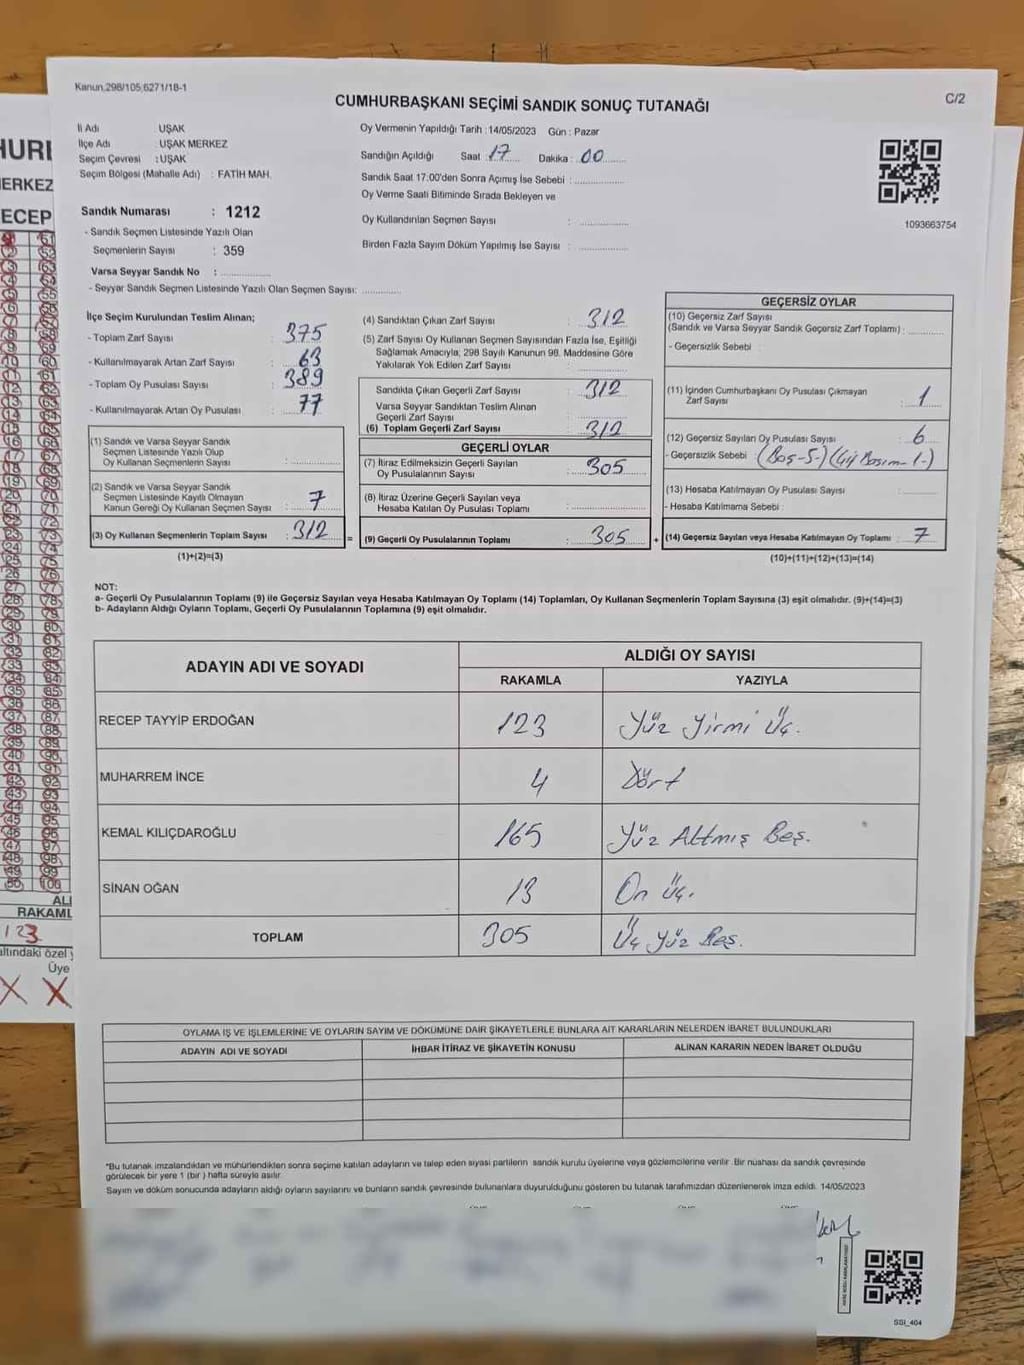 Kanun,298/105,6271/18-1
C/2
CUMHURBAŞKANI SEÇİMİ SANDIK SONUÇ TUTANAĞI
İl Adı UŞAK
İlçe Adı : UŞAK MERKEZ
Seçim Çevresi : UŞAK
Seçim Bölgesi (Mahalle Adı) : FATİH MAH.
Sandık Numarası : 1212
- Sandık Seçmen Listesinde Yazılı Olan
Seçmenlerin Sayısı : 359
Varsa Seyyar Sandık No : ..............
- Seyyar Sandık Seçmen Listesinde Yazılı Olan Seçmen Sayısı: ............
Oy Vermenin Yapıldığı Tarih : 14/05/2023 Gün : Pazar
Sandığın Açıldığı Saat : 17 Dakika : 00
Sandık Saat 17:00'den Sonra Açımış İse Sebebi : ..............
Oy Verme Saati Bitiminde Sırada Bekleyen ve
Oy Kullandırılan Seçmen Sayısı : ..............
Birden Fazla Sayım Döküm Yapılmış İse Sayısı : ..............
1093663754
İlçe Seçim Kurulundan Teslim Alınan;
- Toplam Zarf Sayısı : 375
- Kullanılmayarak Artan Zarf Sayısı : 63
- Toplam Oy Pusulası Sayısı : 389
- Kullanılmayarak Artan Oy Pusulası : 77
(1) Sandık ve Varsa Seyyar Sandık
Seçmen Listesinde Yazılı Olup
Oy Kullanan Seçmenlerin Sayısı : ..............
(2) Sandık ve Varsa Seyyar Sandık
Seçmen Listesinde Kayıtlı Olmayan
Kanun Gereği Oy Kullanan Seçmen Sayısı : 7
(3) Oy Kullanan Seçmenlerin Toplam Sayısı : 312
(1)+(2)=(3)
(4) Sandıktan Çıkan Zarf Sayısı : 312
(5) Zarf Sayısı Oy Kullanan Seçmen Sayısından Fazla İse, Eşitliği
Sağlamak Amacıyla; 298 Sayılı Kanunun 98. Maddesine Göre
Yakılarak Yok Edilen Zarf Sayısı : ..............
Sandıkta Çıkan Geçerli Zarf Sayısı : 312
Varsa Seyyar Sandıktan Teslim Alınan
Geçerli Zarf Sayısı
(6) Toplam Geçerli Zarf Sayısı : 312
GEÇERLİ OYLAR
(7) İtiraz Edilmeksizin Geçerli Sayılan
Oy Pusulalarının Sayısı : 305
(8) İtiraz Üzerine Geçerli Sayılan veya
Hesaba Katılan Oy Pusulası Toplamı : ..............
(9) Geçerli Oy Pusulalarının Toplamı : 305
GEÇERSİZ OYLAR
(10) Geçersiz Zarf Sayısı
(Sandık ve Varsa Seyyar Sandık Geçersiz Zarf Toplamı) : ............
- Geçersizlik Sebebi :
(11) İçinden Cumhurbaşkanı Oy Pusulası Çıkmayan
Zarf Sayısı : 1
(12) Geçersiz Sayılan Oy Pusulası Sayısı : 6
- Geçersizlik Sebebi : (Boş-5-)
(13) Hesaba Katılmayan Oy Pusulası Sayısı : ............
- Hesaba Katılmama Sebebi :
(14) Geçersiz Sayılan veya Hesaba Katılmayan Oy Toplamı : 7
(10)+(11)+(12)+(13)=(14)
NOT:
a- Geçerli Oy Pusulalarının Toplamı (9) ile Geçersiz Sayılan veya Hesaba Katılmayan Oy Toplamı (14) Toplamları, Oy Kullanan Seçmenlerin Toplam Sayısına (3) eşit olmalıdır. (9)+(14)=(3)
b- Adayların Aldığı Oyların Toplamı, Geçerli Oy Pusulalarının Toplamına (9) eşit olmalıdır.
ADAYIN ADI VE SOYADI
ALDIĞI OY SAYISI
RAKAMLA YAZIYLA
RECEP TAYYİP ERDOĞAN 123 Yüz Yirmi Üç.
MUHARREM İNCE 4 Dört
KEMAL KILIÇDAROĞLU 165 Yüz Altmış Beş.
SİNAN OĞAN 13 On Üç.
TOPLAM 305 Üç Yüz Beş.
OYLAMA İŞ VE İŞLEMLERİNE VE OYLARIN SAYIM VE DÖKÜMÜNE DAİR ŞİKAYETLERLE BUNLARA AİT KARARLARIN NELERDEN İBARET BULUNDUKLARI
ADAYIN ADI VE SOYADI İHBAR İTİRAZ VE ŞİKAYETİN KONUSU ALINAN KARARIN NEDEN İBARET OLDUĞU
*Bu tutanak imzalandıktan ve mühürlendikten sonra seçime katılan adayların ve talep eden siyasi partilerin sandık kurulu üyelerine veya gözlemcilerine verilir. Bir nüshası da sandık çevresinde
görülecek bir yere 1 (bir) hafta süreyle asılır.
Sayım ve döküm sonucunda adayların aldığı oyların sayılarını ve bunların sandık çevresinde bulunanlara duyurulduğunu gösteren bu tutanak tarafımızdan düzenlenerek imza edildi. 14/05/2023
SSI_404
ERKEZ
ECEP
RAKAML
123
altındaki özel
Üye
X X